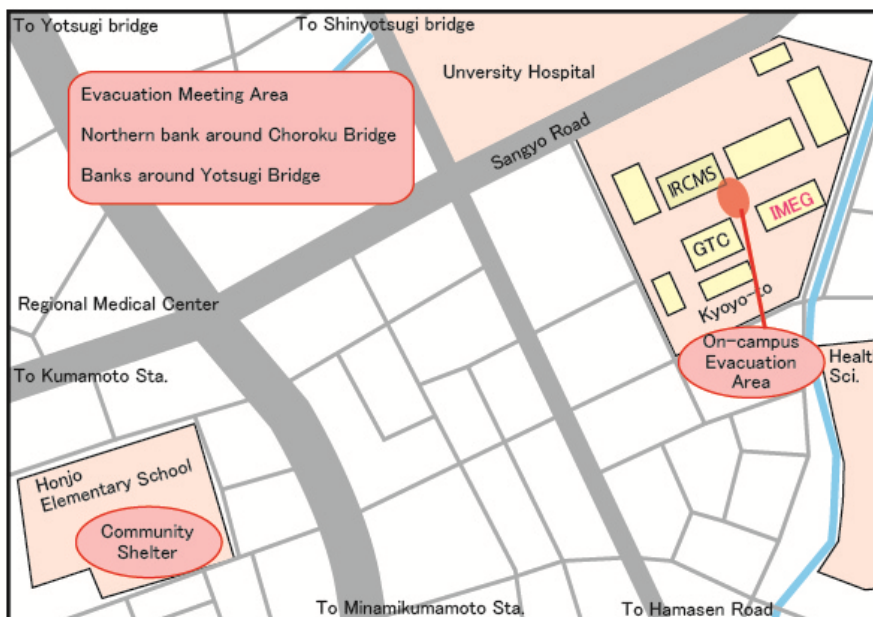 To Yotsugi bridge
To Shinyotsugi bridge
Unversity Hospital
Evacuation Meeting Area
Northern bank around Choroku Bridge
Banks around Yotsugi Bridge
Sangyo Road
IRCMS
IMEG
GTC
Kyoyo-to
Regional Medical Center
On-campus
Evacuation
Area
Health
Sci.
To Kumamoto Sta.
Honjo
Elementary School
Community
Shelter
To Minamikumamoto Sta.
To Hamasen Road